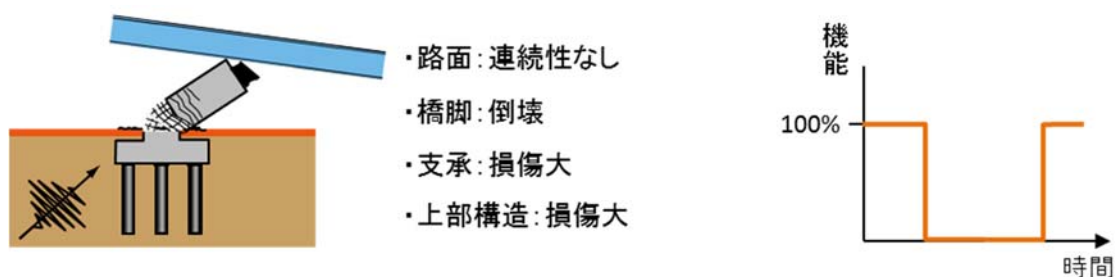 ・路面：連続性なし
・橋脚：倒壊
・支承：損傷大
・上部構造：損傷大
機能
100%
時間